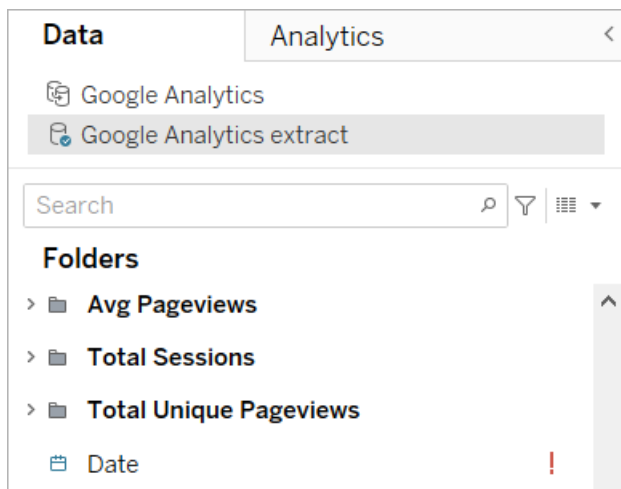 Data Analytics
Google Analytics
Google Analytics extract
Search
Folders
Avg Pageviews
Total Sessions
Total Unique Pageviews
Date !